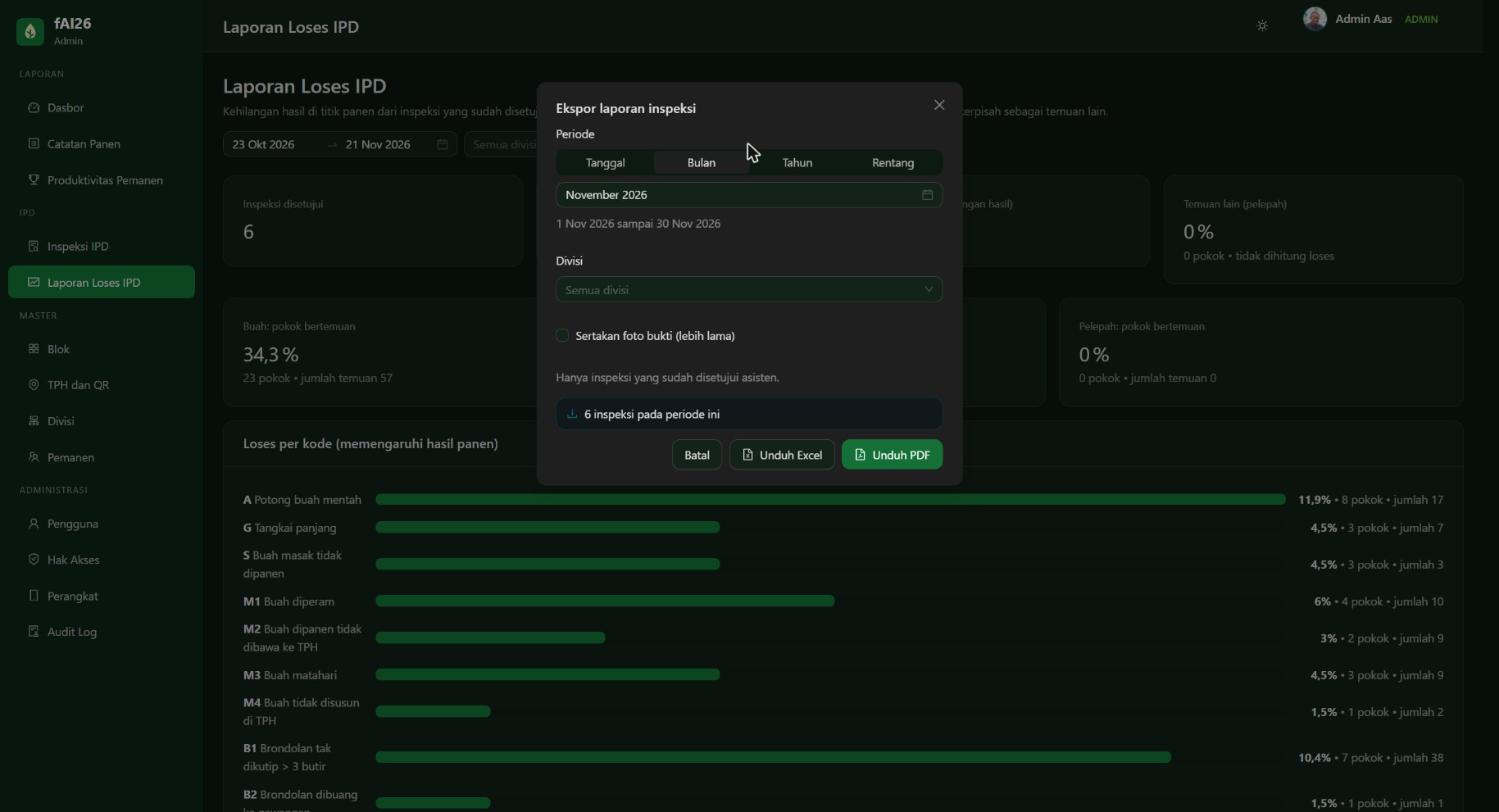 fAI26
Admin
LAPORAN
Dasbor
Catatan Panen
Produktivitas Pemanen
IPD
Inspeksi IPD
Laporan Loses IPD
MASTER
Blok
TPH dan QR
Divisi
Pemanen
ADMINISTRASI
Pengguna
Hak Akses
Perangkat
Audit Log
Laporan Loses IPD
Admin Aas ADMIN
Laporan Loses IPD
Kehilangan hasil di titik panen dari inspeksi yang sudah
terpisah sebagai temuan lain.
23 Okt 2026 → 21 Nov 2026
Semua divisi
Inspeksi disetujui
6
hasil)
Temuan lain (pelepah)
0%
0 pokok • tidak dihitung loses
Buah: pokok bertemuan
34,3%
23 pokok • jumlah temuan 57
Pelepah: pokok bertemuan
0%
0 pokok • jumlah temuan 0
Ekspor laporan inspeksi
Periode
Tanggal Bulan Tahun Rentang
November 2026
1 Nov 2026 sampai 30 Nov 2026
Divisi
Semua divisi
Sertakan foto bukti (lebih lama)
Hanya inspeksi yang sudah disetujui asisten.
6 inspeksi pada periode ini
Batal Unduh Excel Unduh PDF
Loses per kode (memengaruhi hasil panen)
A Potong buah mentah 11,9% • 8 pokok • jumlah 17
G Tangkai panjang 4,5% • 3 pokok • jumlah 7
S Buah masak tidak
dipanen 4,5% • 3 pokok • jumlah 3
M1 Buah diperam 6% • 4 pokok • jumlah 10
M2 Buah dipanen tidak
dibawa ke TPH 3% • 2 pokok • jumlah 9
M3 Buah matahari 4,5% • 3 pokok • jumlah 9
M4 Buah tidak disusun
di TPH 1,5% • 1 pokok • jumlah 2
B1 Brondolan tak
dikutip > 3 butir 10,4% • 7 pokok • jumlah 38
B2 Brondolan dibuang
1,5% • 1 pokok • jumlah 1